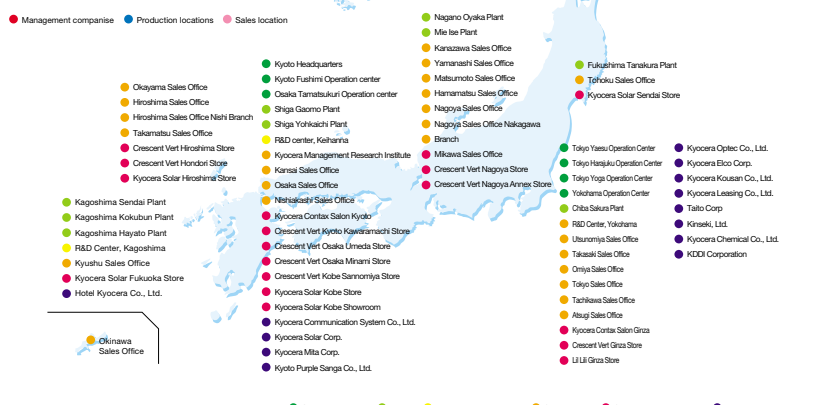 Management companise
Production locations
Sales location
Nagano Oyaka Plant
Mie Ise Plant
Kanazawa Sales Office
Yamanashi Sales Office
Matsumoto Sales Office
Hamamatsu Sales Office
Nagoya Sales Office
Nagoya Sales Office Nakagawa
Branch
Mikawa Sales Office
Crescent Vert Nagoya Store
Crescent Vert Nagoya Annex Store
Fukushima Tanakura Plant
Tohoku Sales Office
Kyocera Solar Sendai Store
Kyoto Headquarters
Kyoto Fushimi Operation center
Osaka Tamatsukuri Operation center
Shiga Gaomo Plant
Shiga Yohkaichi Plant
R&D center, Keihanna
Kyocera Management Research Institute
Kansai Sales Office
Osaka Sales Office
Nishiakashi Sales Office
Kyocera Contax Salon Kyoto
Crescent Vert Kyoto Kawaramachi Store
Crescent Vert Osaka Umeda Store
Crescent Vert Osaka Minami Store
Crescent Vert Kobe Sannomiya Store
Kyocera Solar Kobe Store
Kyocera Solar Kobe Showroom
Kyocera Communication System Co., Ltd.
Kyocera Solar Corp.
Kyocera Mita Corp.
Kyoto Purple Sanga Co., Ltd.
Okayama Sales Office
Hiroshima Sales Office
Hiroshima Sales Office Nishi Branch
Takamatsu Sales Office
Crescent Vert Hiroshima Store
Crescent Vert Hondori Store
Kyocera Solar Hiroshima Store
Kagoshima Sendai Plant
Kagoshima Kokubun Plant
Kagoshima Hayato Plant
R&D Center, Kagoshima
Kyushu Sales Office
Kyocera Solar Fukuoka Store
Hotel Kyocera Co., Ltd.
Okinawa
Sales Office
Tokyo Yaesu Operation Center
Tokyo Harajuku Operation Center
Tokyo Yoga Operation Center
Yokohama Operation Center
Chiba Sakura Plant
R&D Center, Yokohama
Utsunomiya Sales Office
Takasaki Sales Office
Omiya Sales Office
Tokyo Sales Office
Tachikawa Sales Office
Atsugi Sales Office
Kyocera Contax Salon Ginza
Crescent Vert Ginza Store
Lil Lili Ginza Store
Kyocera Optec Co., Ltd.
Kyocera Elco Corp.
Kyocera Kousan Co., Ltd.
Kyocera Leasing Co., Ltd.
Taito Corp
Kinseki, Ltd.
Kyocera Chemical Co., Ltd.
KDDI Corporation